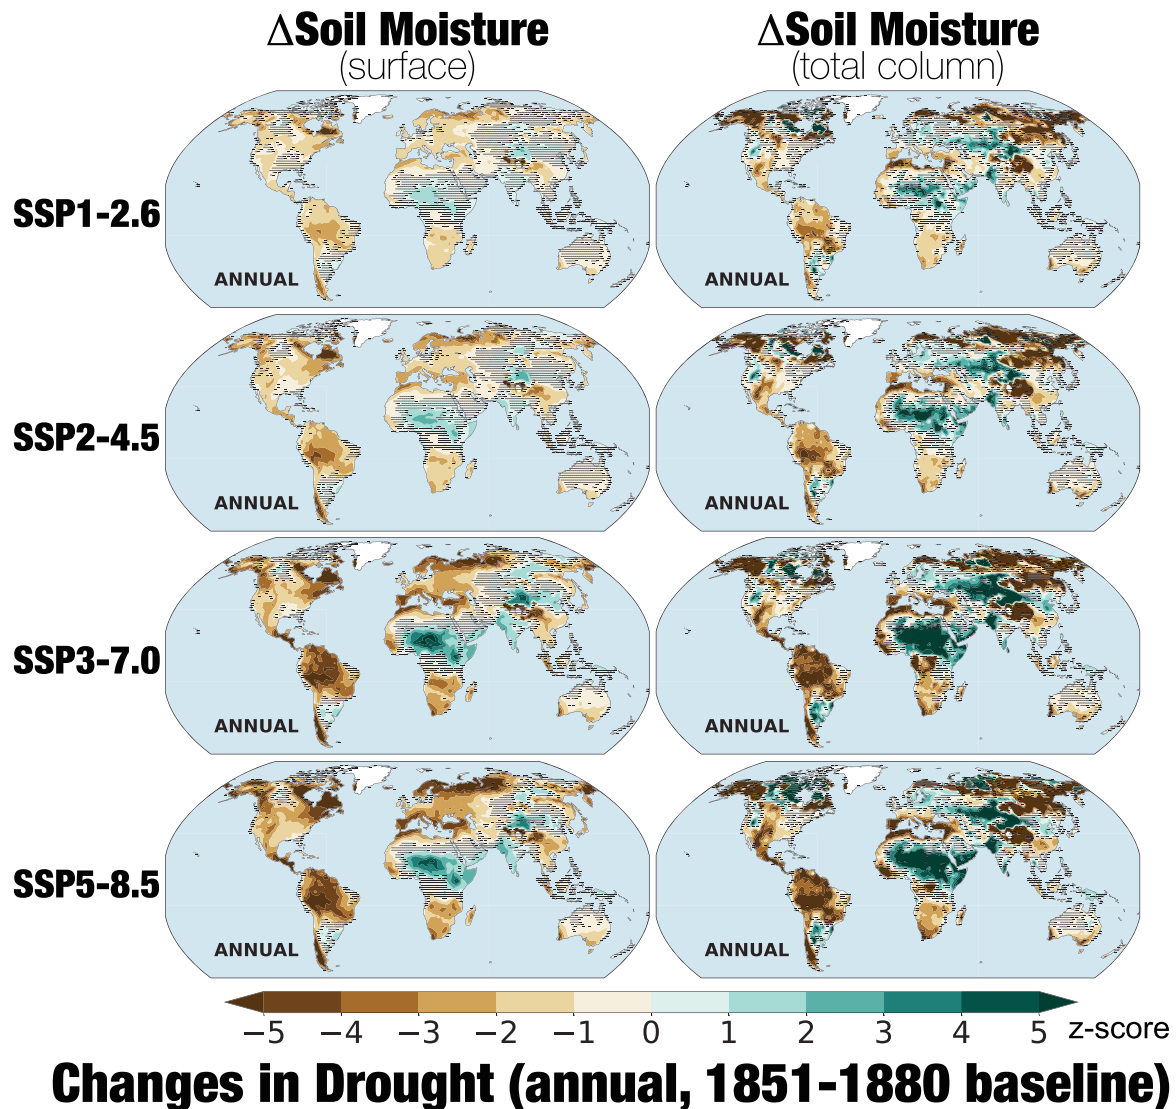 ΔSoil Moisture ΔSoil Moisture
(surface) (total column)
SSP1-2.6
ANNUAL ANNUAL
SSP2-4.5
ANNUAL ANNUAL
SSP3-7.0
ANNUAL ANNUAL
SSP5-8.5
ANNUAL ANNUAL
−5 −4 −3 −2 −1 0 1 2 3 4 5 z-score
Changes in Drought (annual, 1851-1880 baseline)